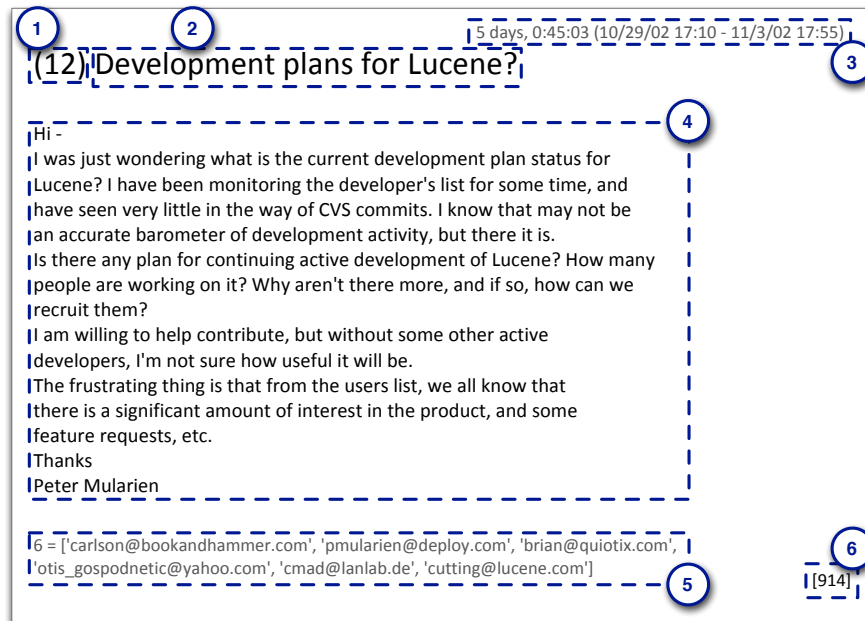 1
2
5 days, 0:45:03 (10/29/02 17:10 - 11/3/02 17:55)
3
(12) Development plans for Lucene?
4
Hi -
I was just wondering what is the current development plan status for
Lucene? I have been monitoring the developer's list for some time, and
have seen very little in the way of CVS commits. I know that may not be
an accurate barometer of development activity, but there it is.
Is there any plan for continuing active development of Lucene? How many
people are working on it? Why aren't there more, and if so, how can we
recruit them?
I am willing to help contribute, but without some other active
developers, I'm not sure how useful it will be.
The frustrating thing is that from the users list, we all know that
there is a significant amount of interest in the product, and some
feature requests, etc.
Thanks
Peter Mularien
6 = ['carlson@bookandhammer.com', 'pmularien@deploy.com', 'brian@quiotix.com',
'otis_gospodnetic@yahoo.com', 'cmad@lanlab.de', 'cutting@lucene.com']
5
6
[914]